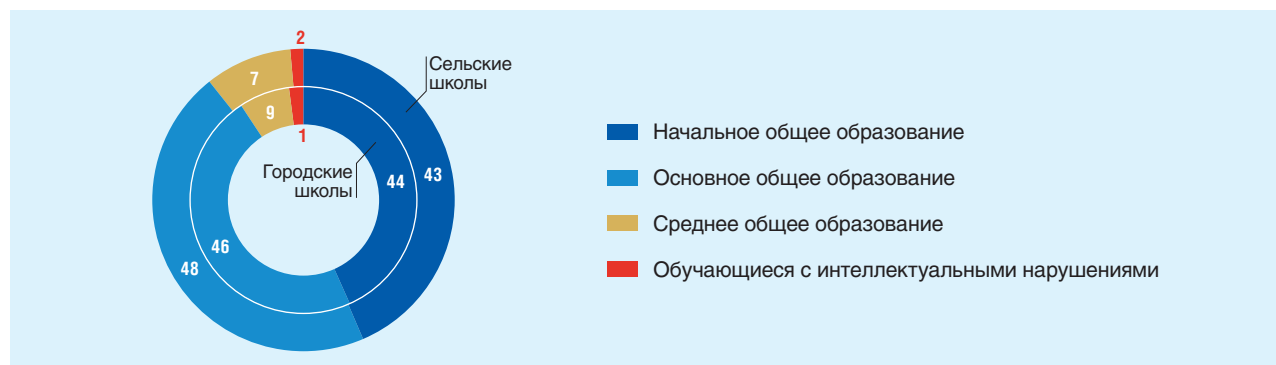 2
7
Сельские
школы
9
1
Городские
школы
44
43
46
48
Начальное общее образование
Основное общее образование
Среднее общее образование
Обучающиеся с интеллектуальными нарушениями